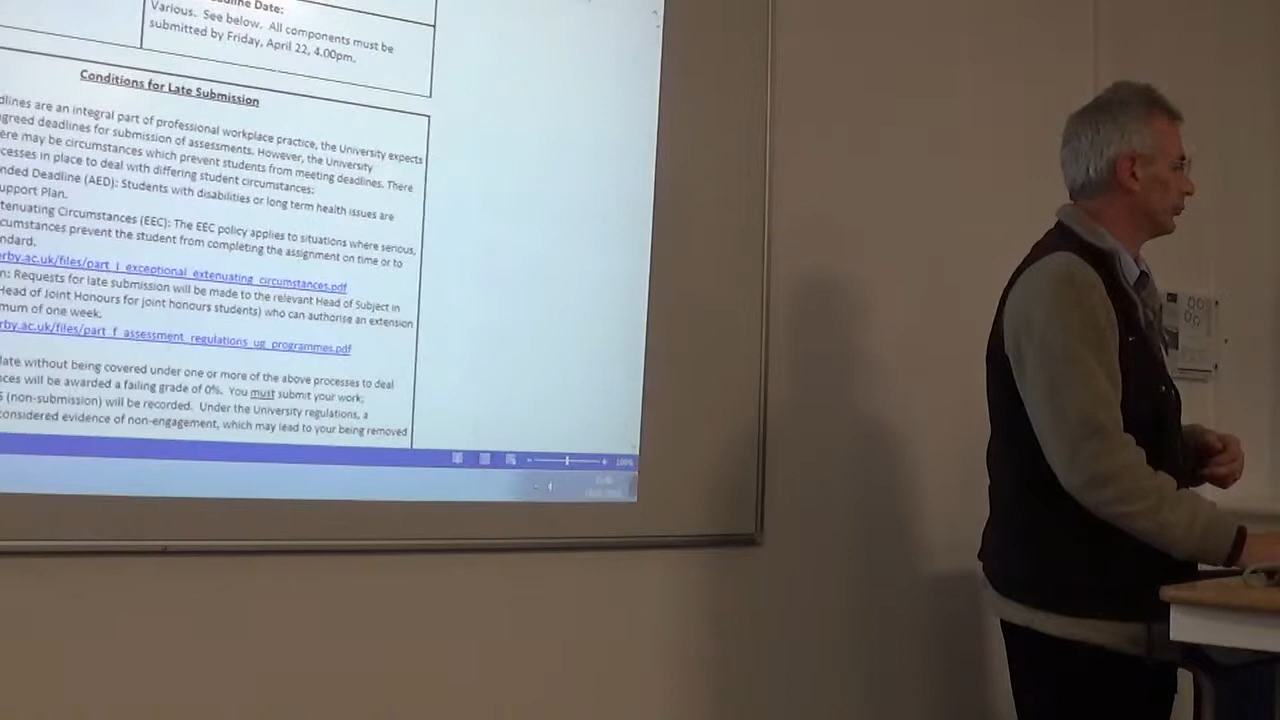 dline Date:
Various. See below. All components must be
submitted by Friday, April 22, 4.00pm.
Conditions for Late Submission
dlines are an integral part of professional workplace practice, the University expects
greed deadlines for submission of assessments. However, the University
ere may be circumstances which prevent students from meeting deadlines. There
cesses in place to deal with differing student circumstances:
nded Deadline (AED): Students with disabilities or long term health issues are
upport Plan.
tenuating Circumstances (EEC): The EEC policy applies to situations where serious,
cumstances prevent the student from completing the assignment on time or to
ndard.
erby.ac.uk/files/part_i_exceptional_extenuating_circumstances.pdf
n: Requests for late submission will be made to the relevant Head of Subject in
Head of Joint Honours for joint honours students) who can authorise an extension
mum of one week.
rby.ac.uk/files/part_f_assessment_regulations_ug_programmes.pdf
late without being covered under one or more of the above processes to deal
nces will be awarded a failing grade of 0%. You must submit your work;
S (non-submission) will be recorded. Under the University regulations, a
considered evidence of non-engagement, which may lead to your being removed
100%